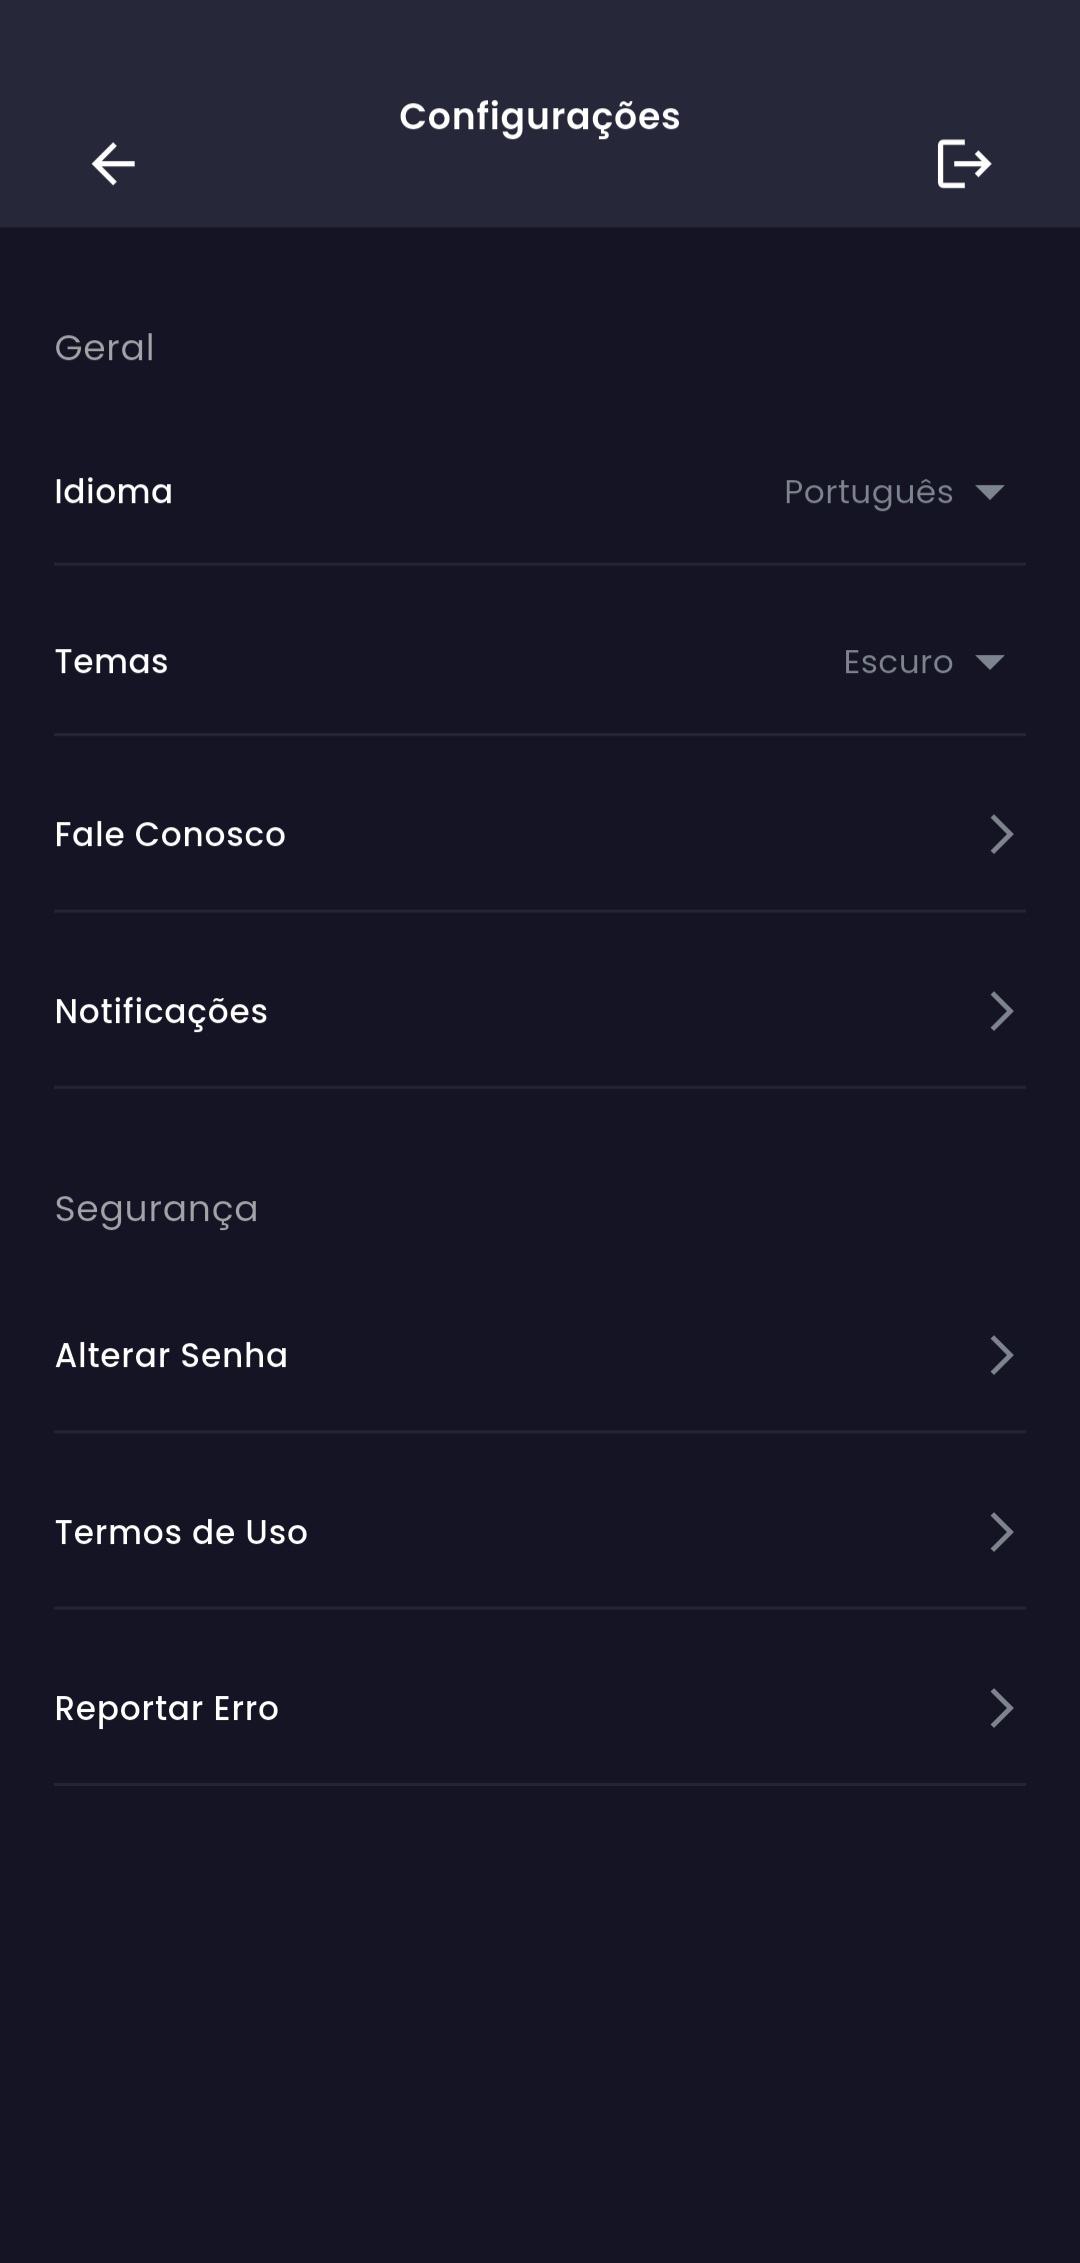 Configurações
Geral
Idioma Português
Temas Escuro
Fale Conosco
Notificações
Segurança
Alterar Senha
Termos de Uso
Reportar Erro